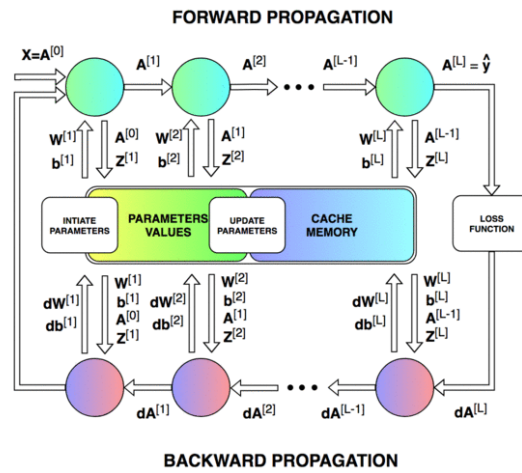 FORWARD PROPAGATION
X=A[0]
A[1]
A[2]
A[L-1]
A[L] = ŷ
W[1]
b[1]
A[0]
Z[1]
W[2]
b[2]
A[1]
Z[2]
W[L]
b[L]
A[L-1]
Z[L]
INTIATE
PARAMETERS
PARAMETERS
VALUES
UPDATE
PARAMETERS
CACHE
MEMORY
LOSS
FUNCTION
dW[1]
db[1]
W[1]
b[1]
A[0]
Z[1]
dW[2]
db[2]
W[2]
b[2]
A[1]
Z[2]
dW[L]
db[L]
W[L]
b[L]
A[L-1]
Z[L]
dA[1]
dA[2]
dA[L-1]
dA[L]
BACKWARD PROPAGATION